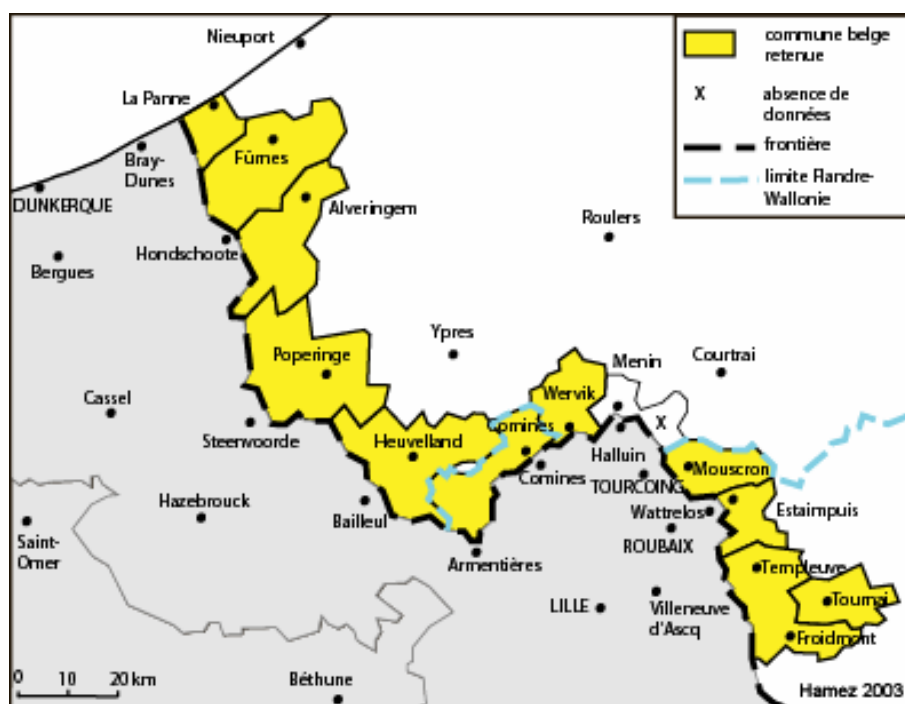 Nieuport
La Panne
Bray-
Dunes
Fûrnes
DUNKERQUE
Alveringem
Hondschoote
Bergues
Roulers
commune belge
retenue
X
absence de
données
frontière
limite Flandre-
Wallonie
Ypres
Menin
Courtrai
Poperinge
Wervik
Cassel
X
Steenvoorde
Comines
Heuvelland
Halluin
Mouscron
Comines
TOURCOING
Hazebrouck
Bailleul
Wattrelos
Estaimpuis
Saint-
Omer
ROUBAIX
Armentières
Templeuve
LILLE
Villeneuve
d'Ascq
Tournai
Froidmont
0 10 20 km
Béthune
Hamez 2003